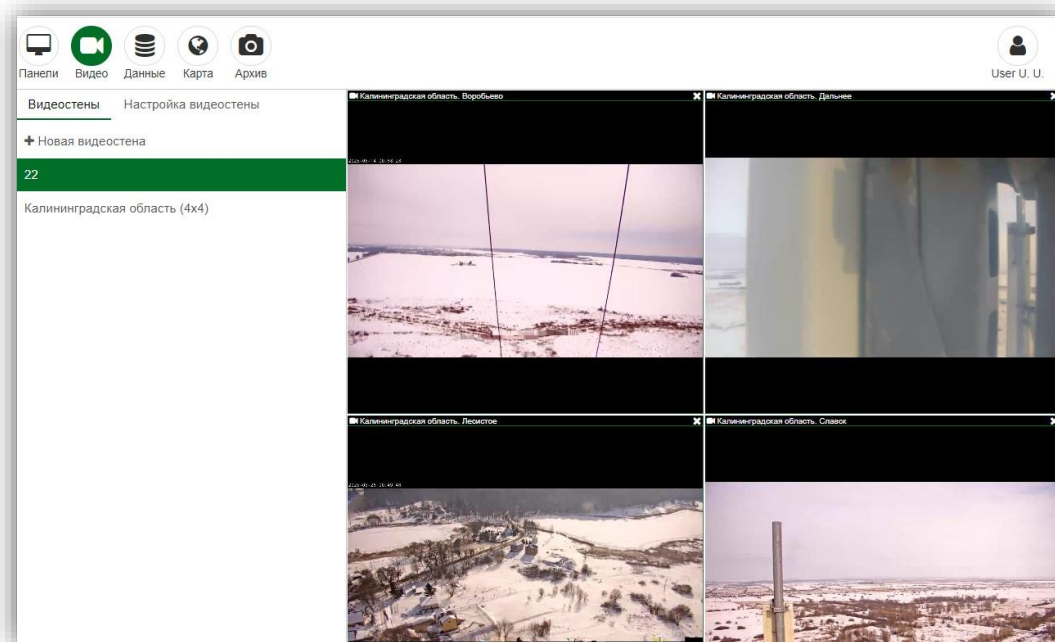 Панели Видео Данные Карта Архив User U. U.
Видеостены Настройка видеостены
Новая видеостена
22
Калининградская область (4x4)
Калининградская область. Воробьево
Калининградская область. Дальнее
Калининградская область. Лесистое
Калининградская область. Славск